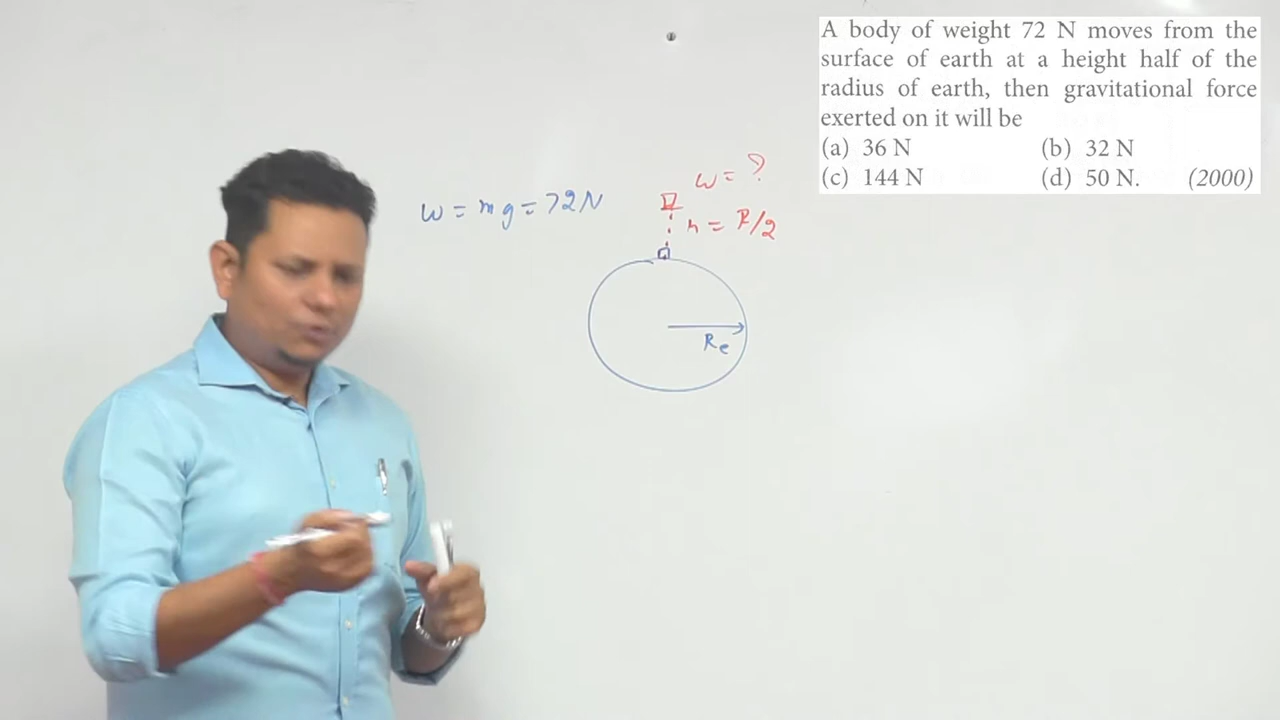 A body of weight 72 N moves from the
surface of earth at a height half of the
radius of earth, then gravitational force
exerted on it will be
(a) 36 N (b) 32 N
(c) 144 N (d) 50 N. (2000)
w = ?
w = mg = 72N
h = R/2
Re